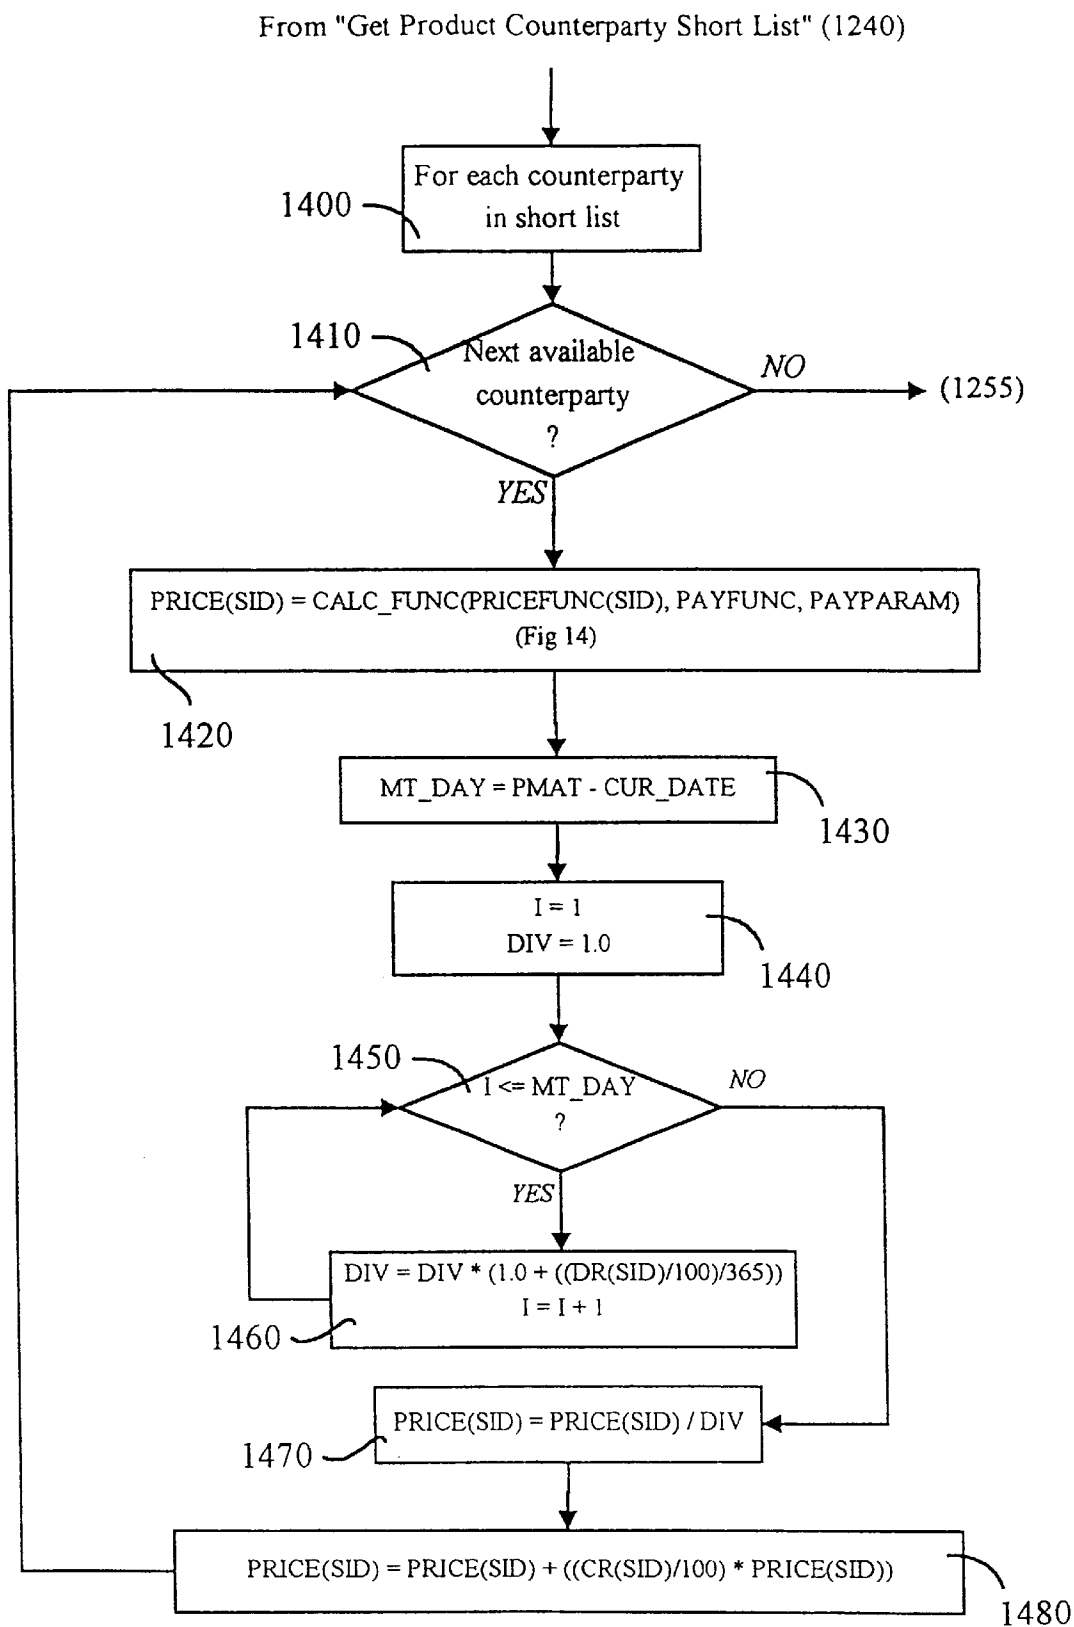 From "Get Product Counterparty Short List" (1240)
For each counterparty
in short list
1400
1410
Next available
counterparty
?
NO
(1255)
YES
PRICE(SID) = CALC_FUNC(PRICEFUNC(SID), PAYFUNC, PAYPARAM)
(Fig 14)
1420
MT_DAY = PMAT - CUR_DATE
1430
I = 1
DIV = 1.0
1440
1450
I <= MT_DAY
?
NO
YES
DIV = DIV * (1.0 + ((DR(SID)/100)/365))
I = I + 1
1460
PRICE(SID) = PRICE(SID) / DIV
1470
PRICE(SID) = PRICE(SID) + ((CR(SID)/100) * PRICE(SID))
1480